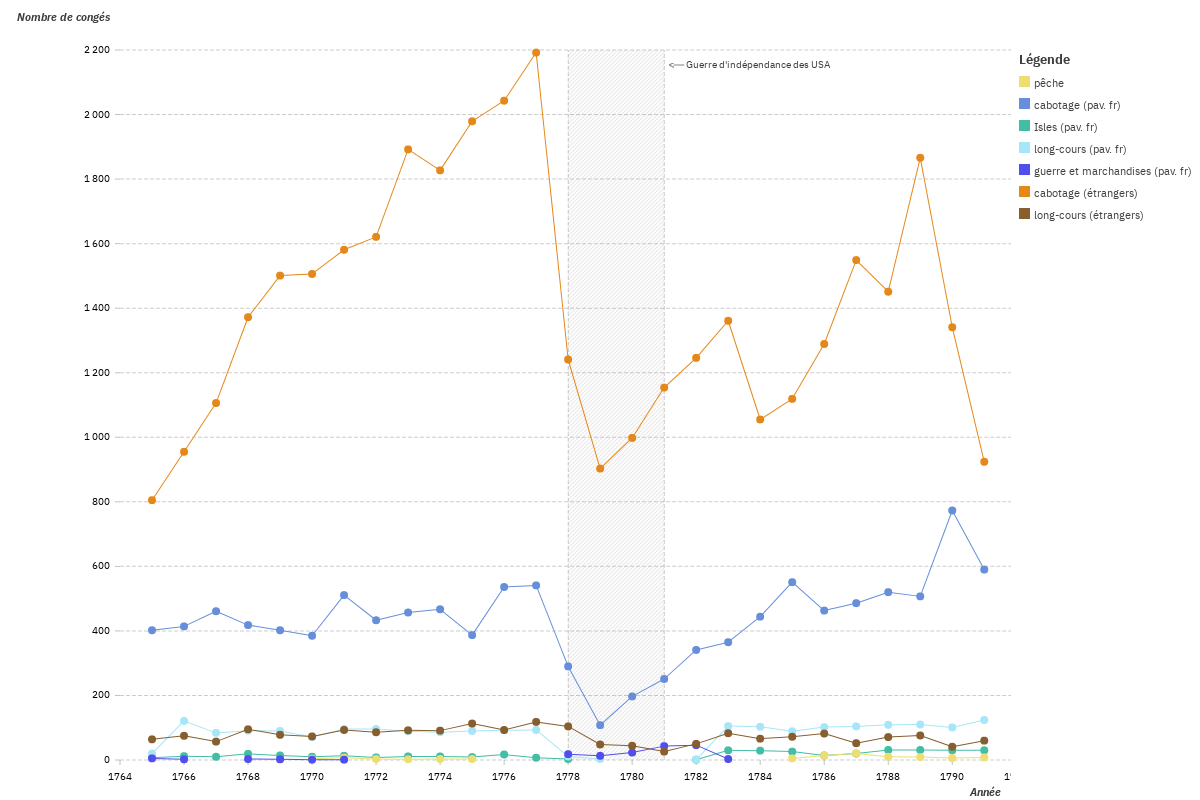 Nombre de congés
2 200
2 000
1 800
1 600
1 400
1 200
1 000
800
600
400
200
0
Guerre d'indépendance des USA
Légende
pêche
cabotage (pav. fr)
Isles (pav. fr)
long-cours (pav. fr)
guerre et marchandises (pav. fr)
cabotage (étrangers)
long-cours (étrangers)
1764 1766 1768 1770 1772 1774 1776 1778 1780 1782 1784 1786 1788 1790
Année